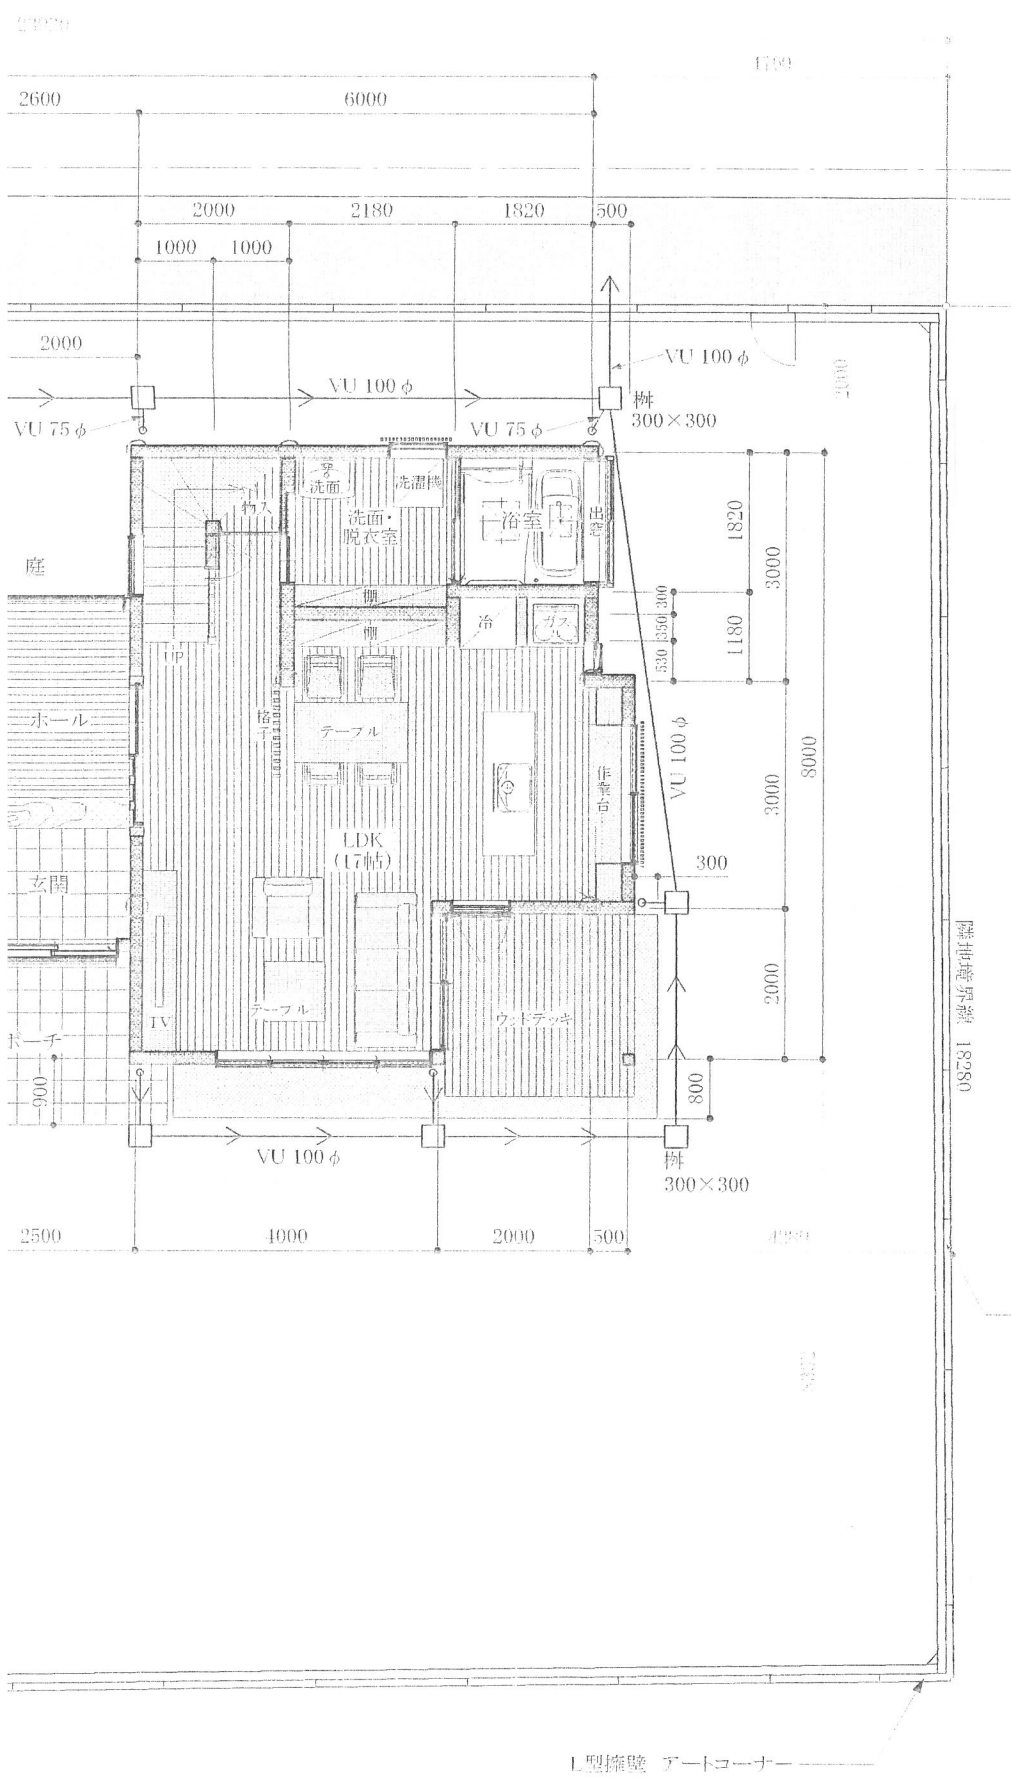 2600
6000
2000
2180
1820
500
1000
1000
2000
VU 100φ
VU 100φ
VU 75φ
VU 75φ
桝
300×300
物入
洗面
洗濯機
洗面・
脱衣室
浴室
出窓
庭
棚
棚
冷
ガス
UP
1820
3000
300
350
530
1180
ホール
格子
テーブル
作業台
VU 100φ
3000
8000
LDK
(17帖)
300
玄関
テーブル
TV
ウッドデッキ
2000
ポーチ
900
800
隣地境界線 18280
VU 100φ
桝
300×300
2500
4000
2000
500
L型擁壁 アートコーナー